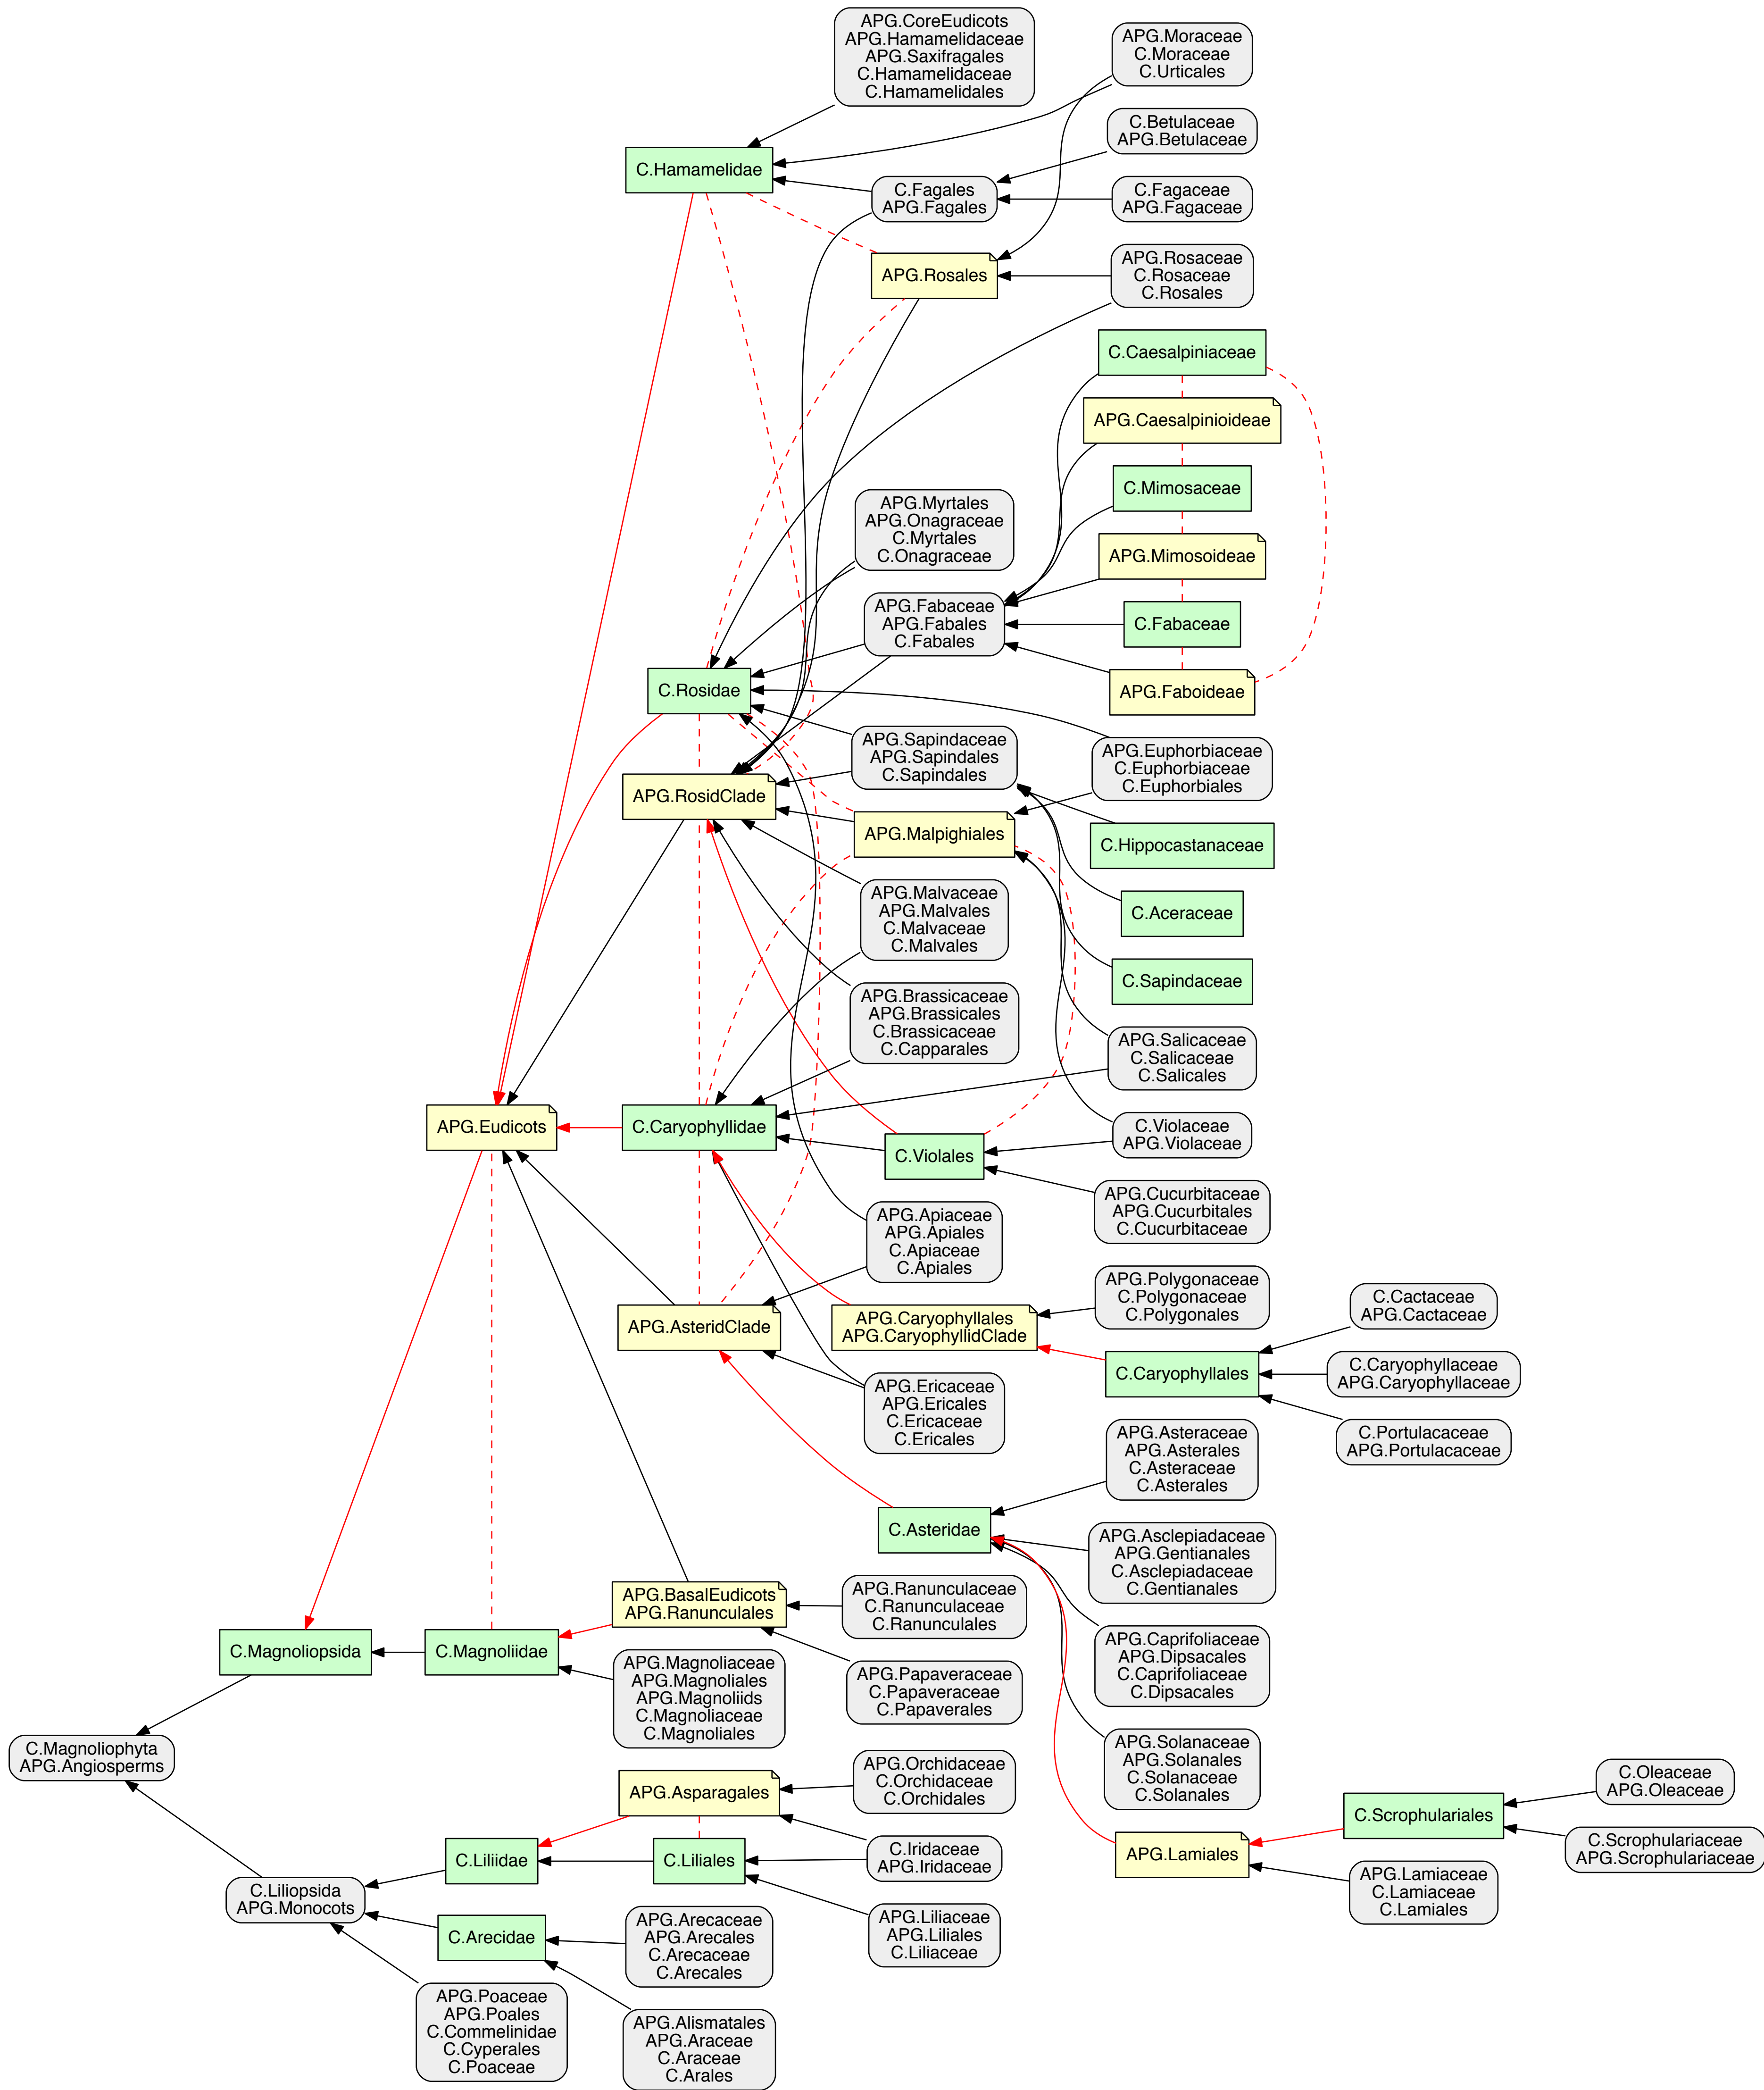 APG.CoreEudicots
APG.Hamamelidaceae
APG.Saxifragales
C.Hamamelidaceae
C.Hamamelidales
APG.Moraceae
C.Moraceae
C.Urticales
C.Betulaceae
APG.Betulaceae
C.Hamamelidae
C.Fagales
APG.Fagales
C.Fagaceae
APG.Fagaceae
APG.Rosales
APG.Rosaceae
C.Rosaceae
C.Rosales
C.Caesalpiniaceae
APG.Caesalpinioideae
C.Mimosaceae
APG.Myrtales
APG.Onagraceae
C.Myrtales
C.Onagraceae
APG.Mimosoideae
APG.Fabaceae
APG.Fabales
C.Fabales
C.Fabaceae
C.Rosidae
APG.Faboideae
APG.Sapindaceae
APG.Sapindales
C.Sapindales
APG.Euphorbiaceae
C.Euphorbiaceae
C.Euphorbiales
APG.RosidClade
APG.Malpighiales
C.Hippocastanaceae
APG.Malvaceae
APG.Malvales
C.Malvaceae
C.Malvales
C.Aceraceae
C.Sapindaceae
APG.Brassicaceae
APG.Brassicales
C.Brassicaceae
C.Capparales
APG.Salicaceae
C.Salicaceae
C.Salicales
APG.Eudicots
C.Caryophyllidae
C.Violales
C.Violaceae
APG.Violaceae
APG.Cucurbitaceae
APG.Cucurbitales
C.Cucurbitaceae
APG.Apiaceae
APG.Apiales
C.Apiaceae
C.Apiales
APG.Polygonaceae
C.Polygonaceae
C.Polygonales
C.Cactaceae
APG.Cactaceae
APG.AsteridClade
APG.Caryophyllales
APG.CaryophyllidClade
C.Caryophyllales
C.Caryophyllaceae
APG.Caryophyllaceae
APG.Ericaceae
APG.Ericales
C.Ericaceae
C.Ericales
C.Portulacaceae
APG.Portulacaceae
APG.Asteraceae
APG.Asterales
C.Asteraceae
C.Asterales
C.Asteridae
APG.Asclepiadaceae
APG.Gentianales
C.Asclepiadaceae
C.Gentianales
APG.BasalEudicots
APG.Ranunculales
APG.Ranunculaceae
C.Ranunculaceae
C.Ranunculales
C.Magnoliopsida
C.Magnoliidae
APG.Caprifoliaceae
APG.Dipsacales
C.Caprifoliaceae
C.Dipsacales
APG.Magnoliaceae
APG.Magnoliales
APG.Magnoliids
C.Magnoliaceae
C.Magnoliales
APG.Papaveraceae
C.Papaveraceae
C.Papaverales
C.Magnoliophyta
APG.Angiosperms
APG.Solanaceae
APG.Solanales
C.Solanaceae
C.Solanales
APG.Asparagales
APG.Orchidaceae
C.Orchidaceae
C.Orchidales
C.Oleaceae
APG.Oleaceae
C.Scrophulariales
C.Scrophulariaceae
APG.Scrophulariaceae
C.Liliidae
C.Liliales
C.Iridaceae
APG.Iridaceae
APG.Lamiales
APG.Lamiaceae
C.Lamiaceae
C.Lamiales
C.Liliopsida
APG.Monocots
APG.Liliaceae
APG.Liliales
C.Liliaceae
C.Arecidae
APG.Arecaceae
APG.Arecales
C.Arecaceae
C.Arecales
APG.Poaceae
APG.Poales
C.Commelinidae
C.Cyperales
C.Poaceae
APG.Alismatales
APG.Araceae
C.Araceae
C.Arales